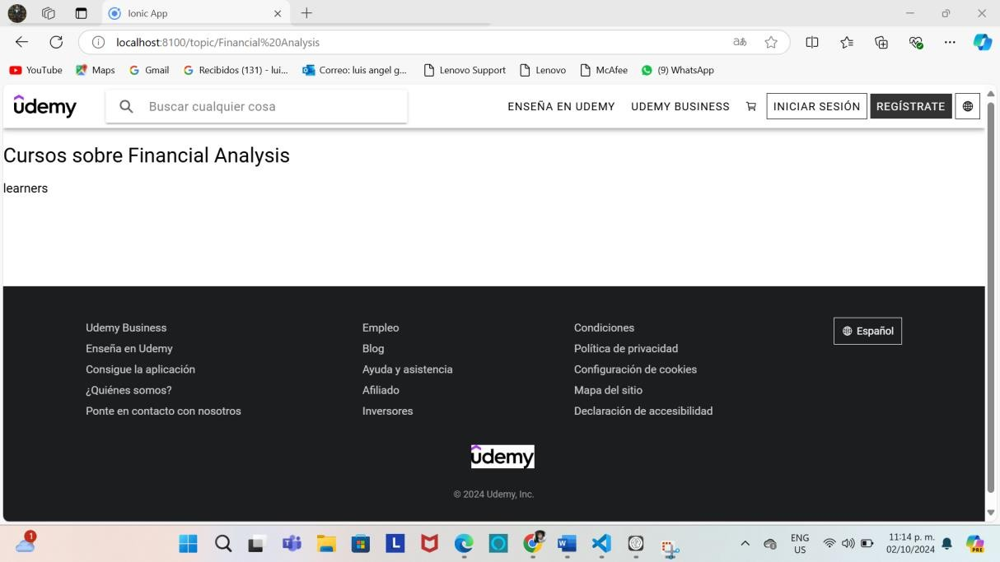 Ionic App
localhost:8100/topic/Financial%20Analysis
YouTube Maps Gmail Recibidos (131) - lui... Correo: luis angel g... Lenovo Support Lenovo McAfee (9) WhatsApp
ûdemy Buscar cualquier cosa ENSEÑA EN UDEMY UDEMY BUSINESS INICIAR SESIÓN REGÍSTRATE
Cursos sobre Financial Analysis
learners
Udemy Business Empleo Condiciones Español
Enseña en Udemy Blog Política de privacidad
Consigue la aplicación Ayuda y asistencia Configuración de cookies
¿Quiénes somos? Afiliado Mapa del sitio
Ponte en contacto con nosotros Inversores Declaración de accesibilidad
ûdemy
© 2024 Udemy, Inc.
1 L ENG 11:14 p. m. PRE
US 02/10/2024